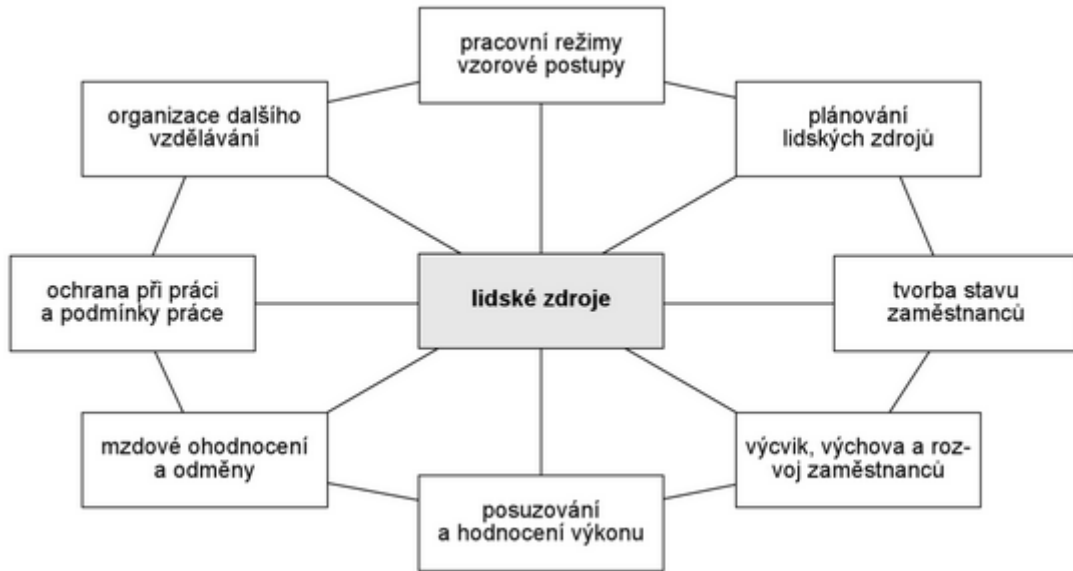 pracovní režimy
vzorové postupy
organizace dalšího
vzdělávání
plánování
lidských zdrojů
ochrana při práci
a podmínky práce
lidské zdroje
tvorba stavu
zaměstnanců
mzdové ohodnocení
a odměny
výcvik, výchova a roz-
voj zaměstnanců
posuzování
a hodnocení výkonu